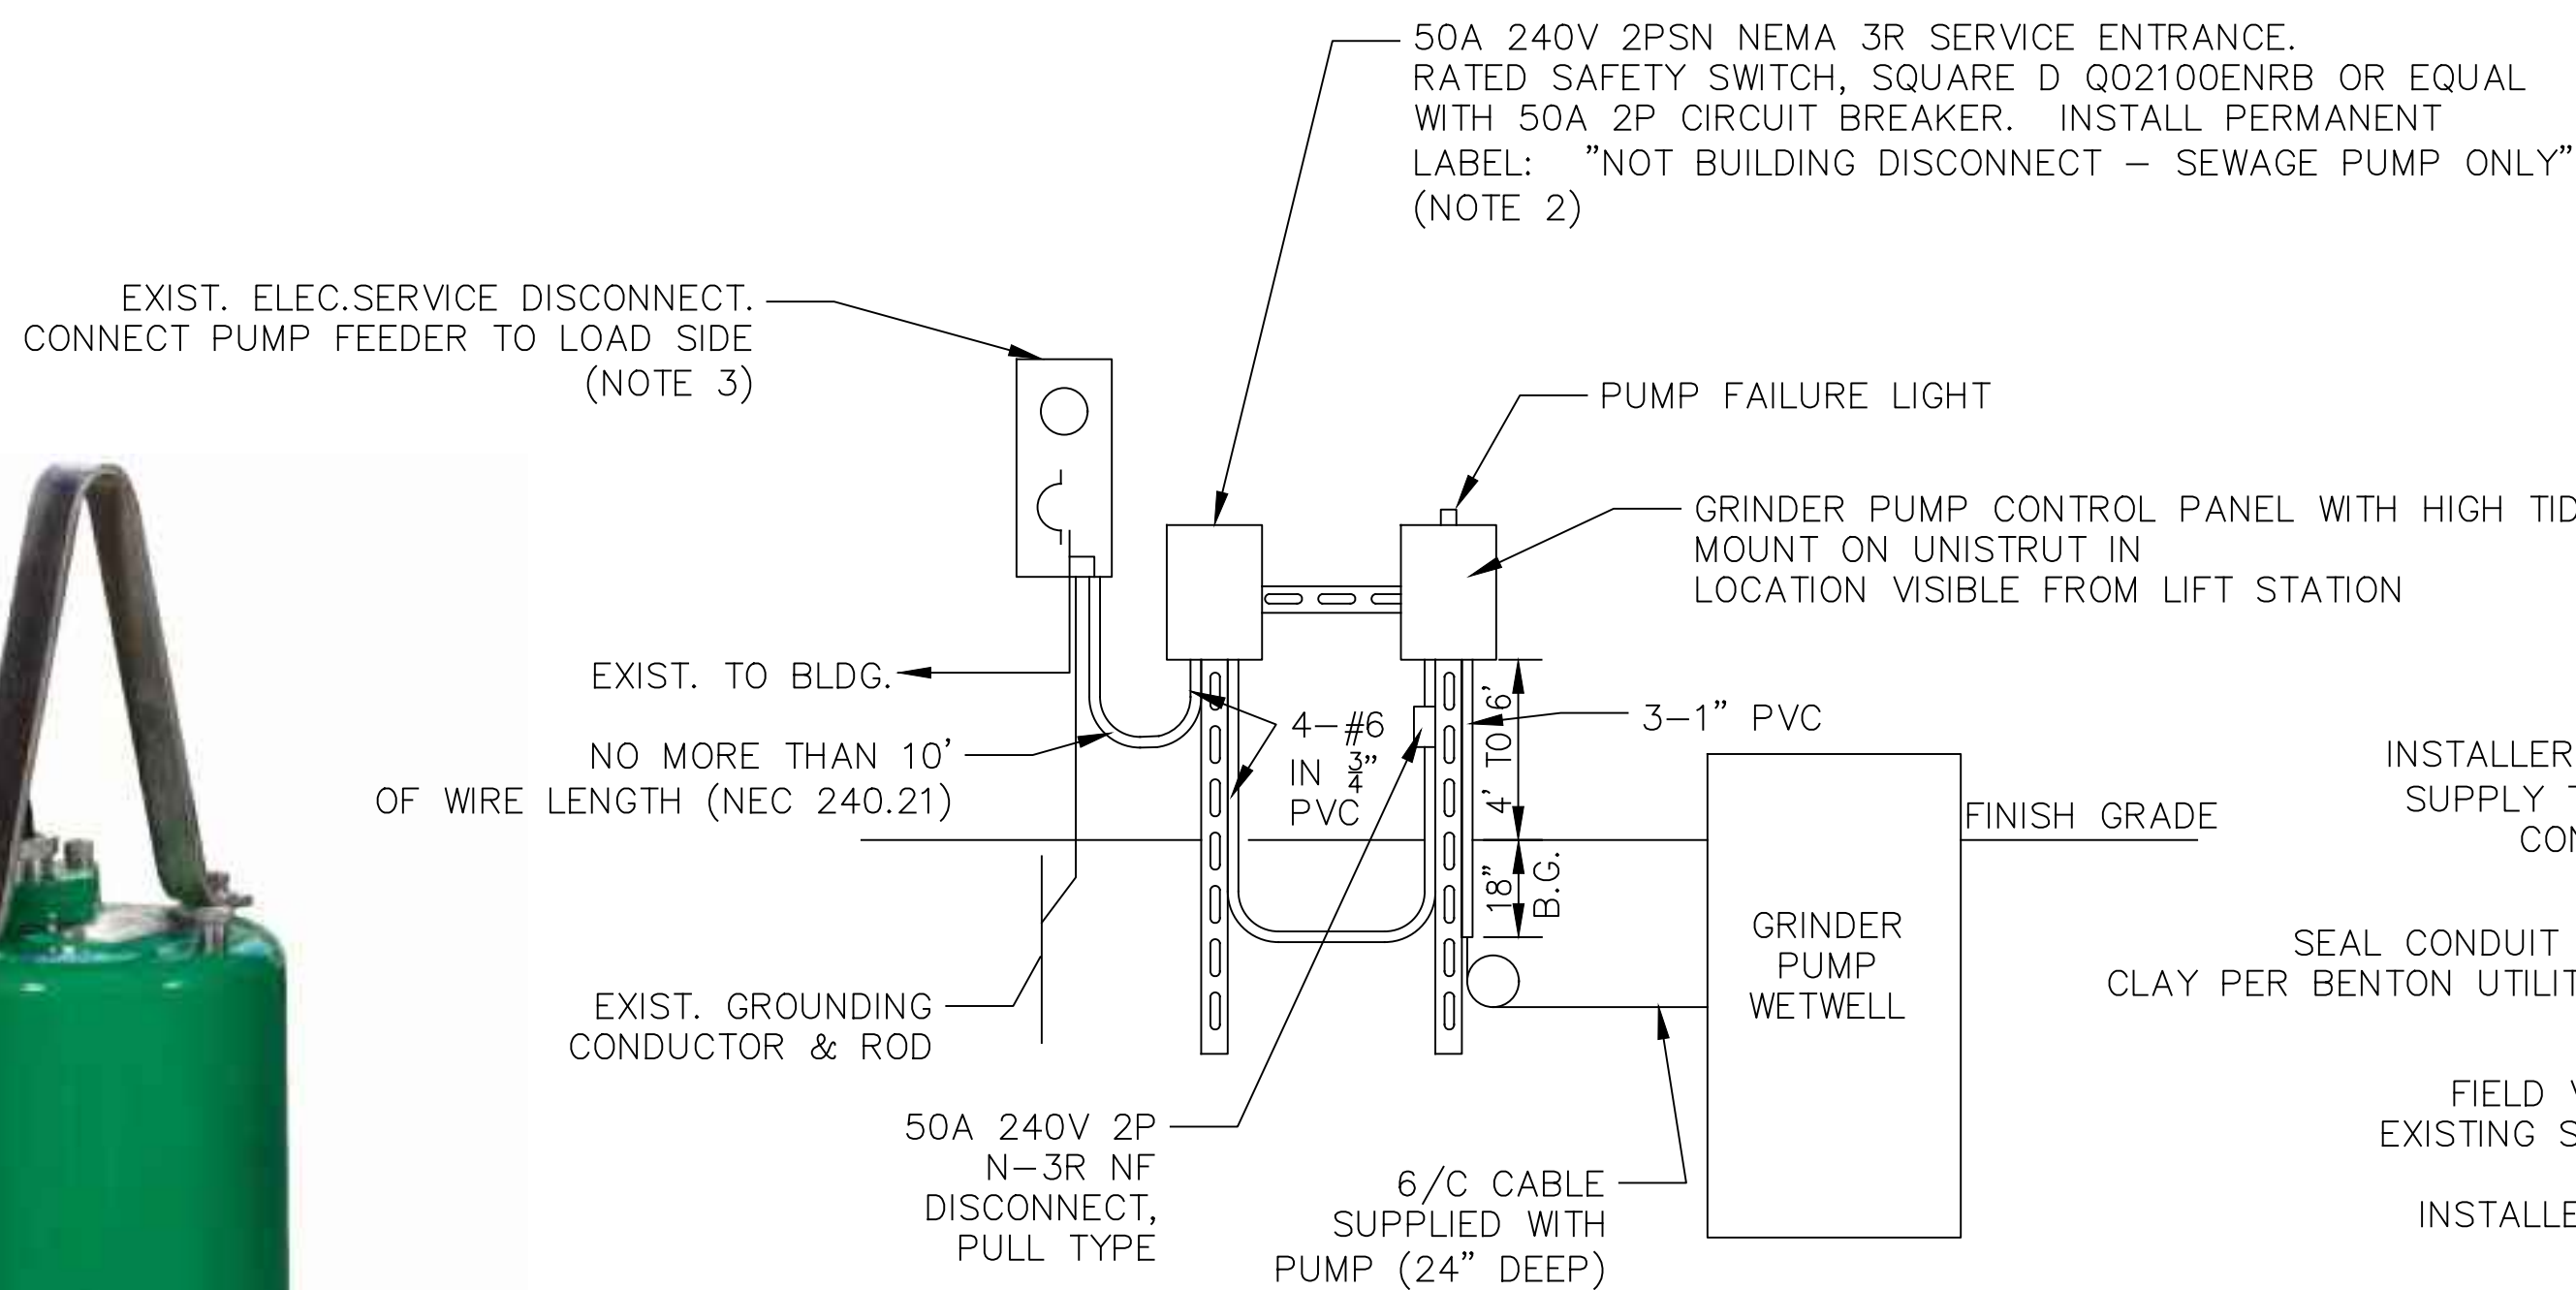 50A 240V 2PSN NEMA 3R SERVICE ENTRANCE.
RATED SAFETY SWITCH, SQUARE D Q02100ENRB OR EQUAL
WITH 50A 2P CIRCUIT BREAKER. INSTALL PERMANENT
LABEL: "NOT BUILDING DISCONNECT – SEWAGE PUMP ONLY"
(NOTE 2)
EXIST. ELEC.SERVICE DISCONNECT.
CONNECT PUMP FEEDER TO LOAD SIDE
(NOTE 3)
PUMP FAILURE LIGHT
GRINDER PUMP CONTROL PANEL WITH HIGH TID
MOUNT ON UNISTRUT IN
LOCATION VISIBLE FROM LIFT STATION
EXIST. TO BLDG.
NO MORE THAN 10'
OF WIRE LENGTH (NEC 240.21)
4–#6
IN 3/4"
PVC
4' TO 6'
3–1" PVC
FINISH GRADE
18"
B.G.
GRINDER
PUMP
WETWELL
EXIST. GROUNDING
CONDUCTOR & ROD
50A 240V 2P
N–3R NF
DISCONNECT,
PULL TYPE
6/C CABLE
SUPPLIED WITH
PUMP (24" DEEP)
INSTALLER
SUPPLY T
CON
SEAL CONDUIT
CLAY PER BENTON UTILIT
FIELD V
EXISTING S
INSTALLE